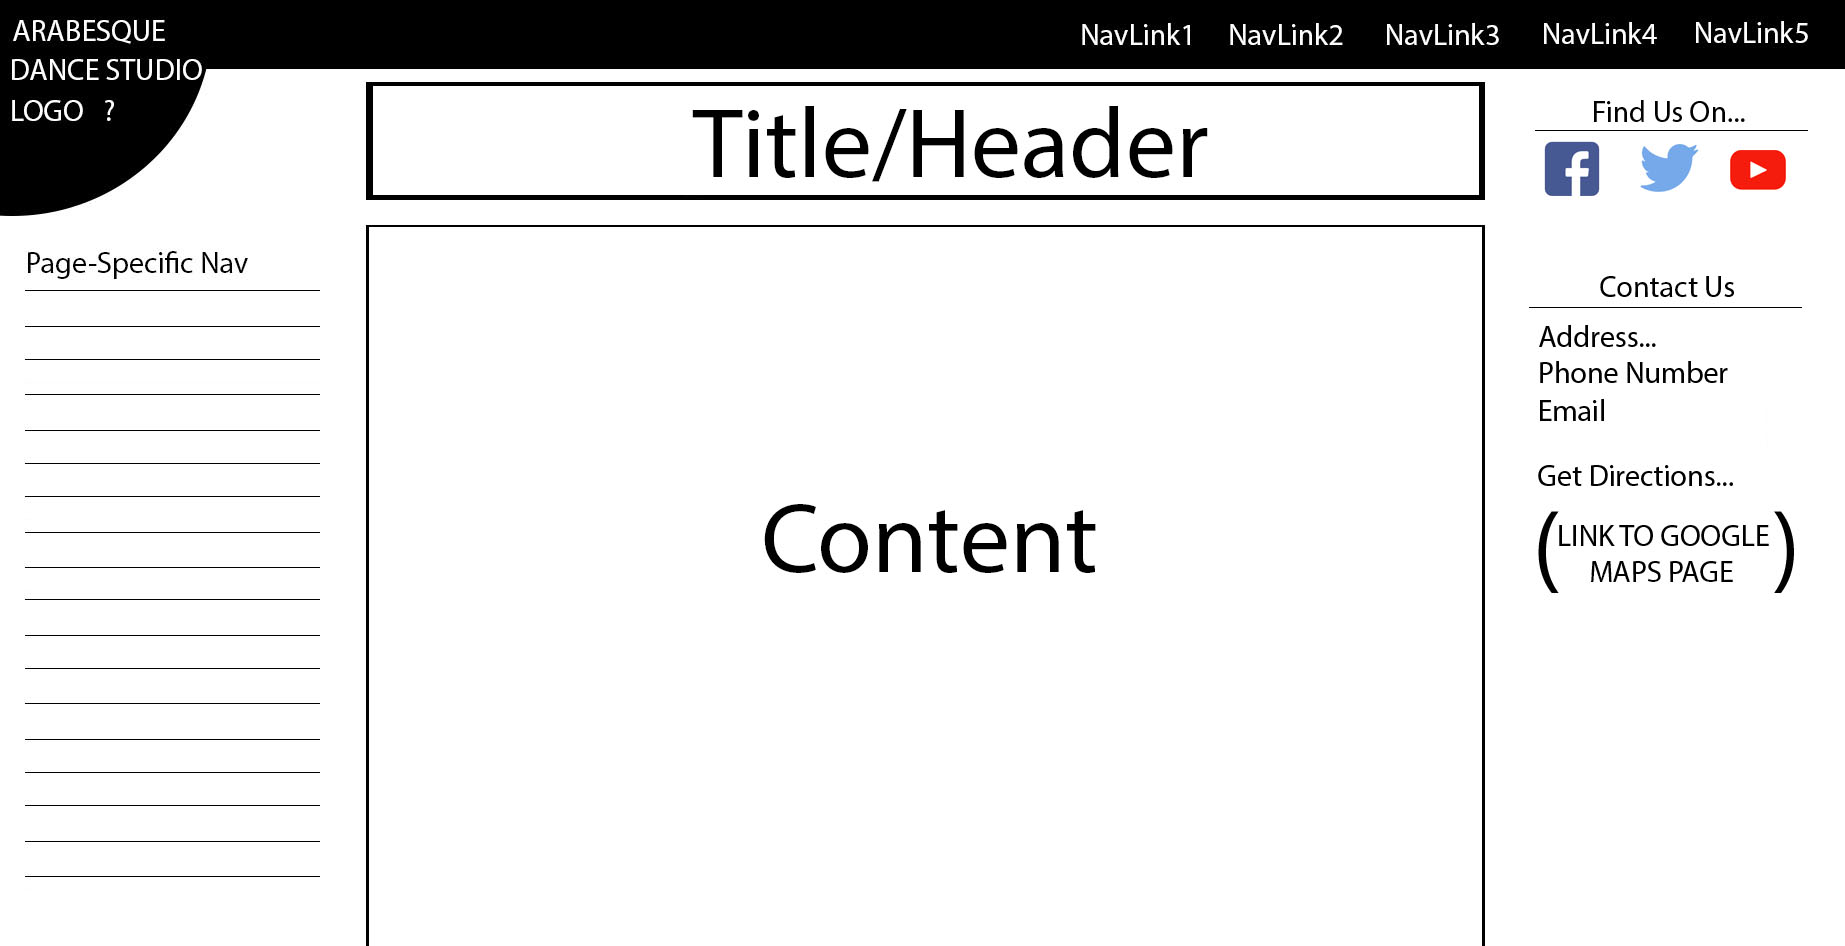 ARABESQUE
DANCE STUDIO
LOGO ?
NavLink1 NavLink2 NavLink3 NavLink4 NavLink5
Title/Header
Find Us On...
Page-Specific Nav
Content
Contact Us
Address...
Phone Number
Email
Get Directions...
(LINK TO GOOGLE
MAPS PAGE)